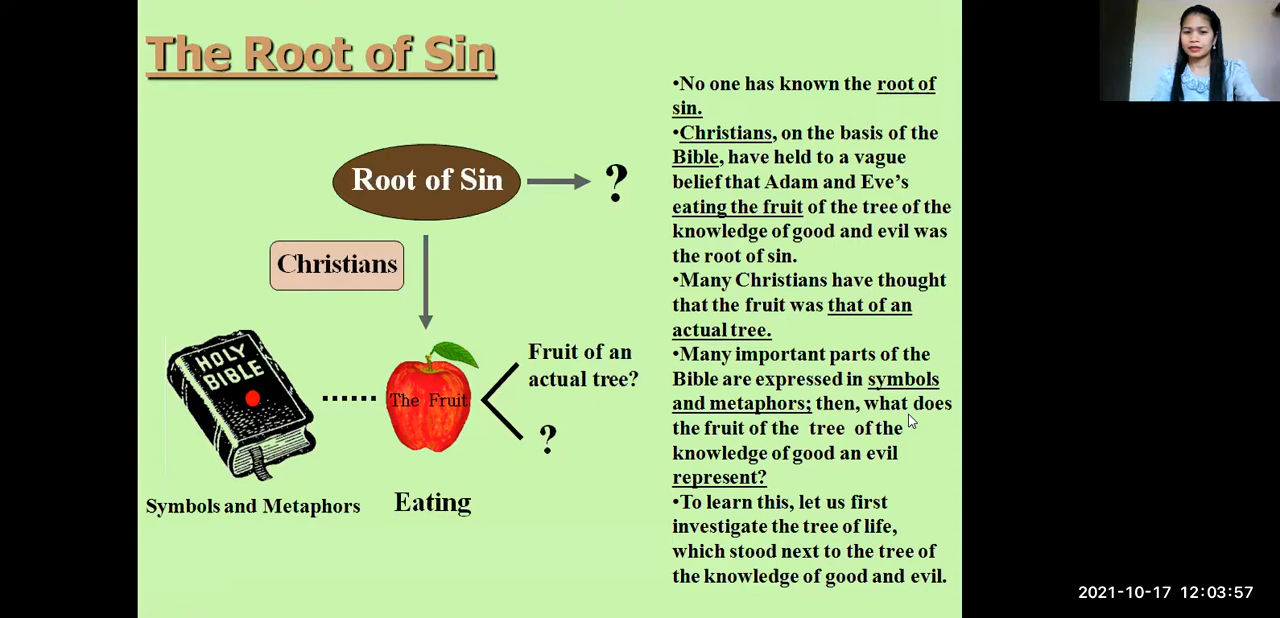 The Root of Sin
Root of Sin
?
Christians
HOLY
BIBLE
The Fruit
Fruit of an
actual tree?
?
Symbols and Metaphors
Eating
•No one has known the root of
sin.
•Christians, on the basis of the
Bible, have held to a vague
belief that Adam and Eve's
eating the fruit of the tree of the
knowledge of good and evil was
the root of sin.
•Many Christians have thought
that the fruit was that of an
actual tree.
•Many important parts of the
Bible are expressed in symbols
and metaphors; then, what does
the fruit of the tree of the
knowledge of good an evil
represent?
•To learn this, let us first
investigate the tree of life,
which stood next to the tree of
the knowledge of good and evil.
2021-10-17 12:03:57